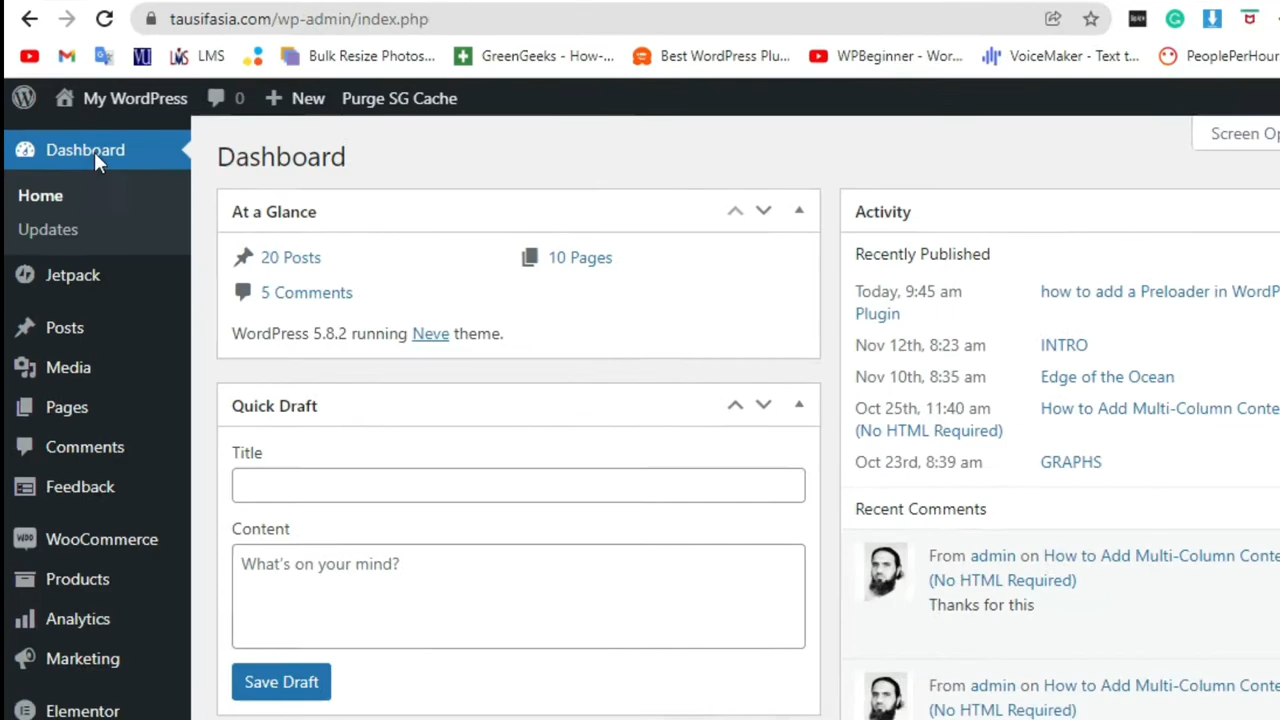 tausifasia.com/wp-admin/index.php
LMS
Bulk Resize Photos...
GreenGeeks - How-...
Best WordPress Plu...
WPBeginner - Wor...
VoiceMaker - Text t...
PeoplePerHour
My WordPress
0
New
Purge SG Cache
Dashboard
Home
Updates
Jetpack
Posts
Media
Pages
Comments
Feedback
WooCommerce
Products
Analytics
Marketing
Elementor
Dashboard
Screen Op
At a Glance
20 Posts
10 Pages
5 Comments
WordPress 5.8.2 running Neve theme.
Quick Draft
Title
Content
What's on your mind?
Save Draft
Activity
Recently Published
Today, 9:45 am how to add a Preloader in WordP
Plugin
Nov 12th, 8:23 am INTRO
Nov 10th, 8:35 am Edge of the Ocean
Oct 25th, 11:40 am How to Add Multi-Column Conte
(No HTML Required)
Oct 23rd, 8:39 am GRAPHS
Recent Comments
From admin on How to Add Multi-Column Conte
(No HTML Required)
Thanks for this
From admin on How to Add Multi-Column Conte
(No HTML Required)